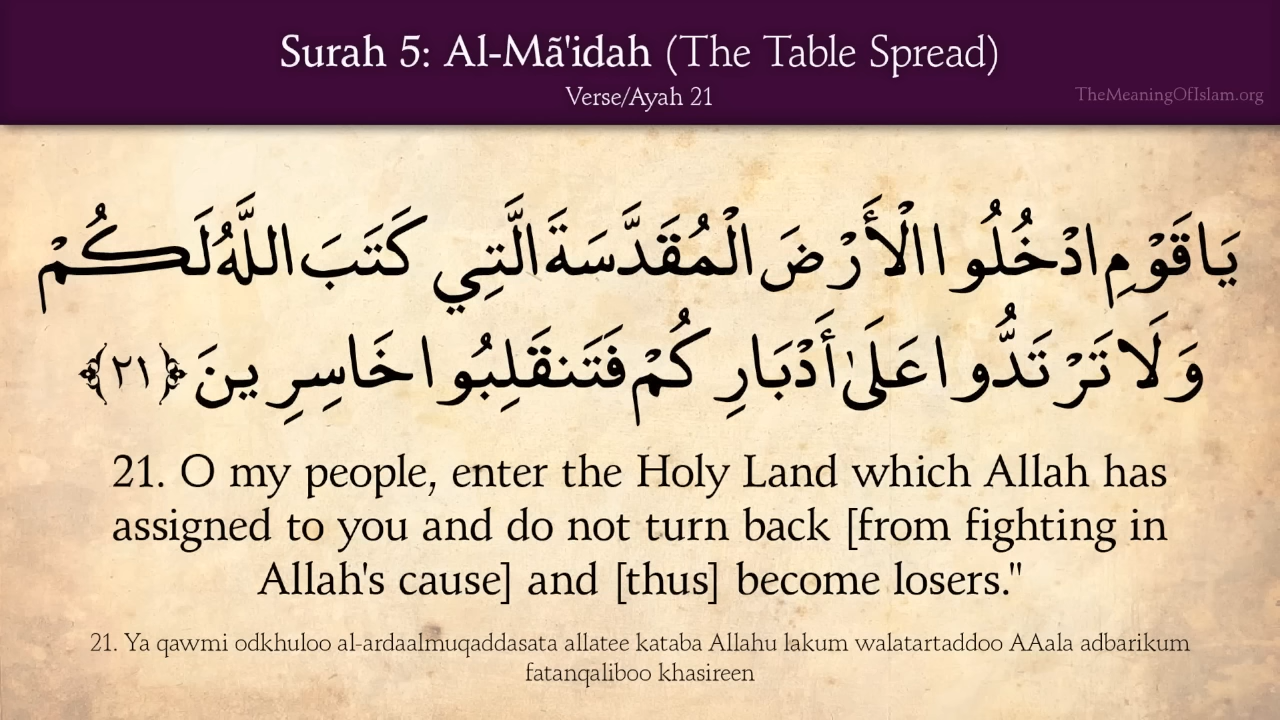 Surah 5: Al-Mã'idah (The Table Spread)
Verse/Ayah 21
TheMeaningOfIslam.org
يَا قَوْمِ ادْخُلُوا الْأَرْضَ الْمُقَدَّسَةَ الَّتِي كَتَبَ اللَّهُ لَكُمْ
وَلَا تَرْتَدُّوا عَلَىٰ أَدْبَارِكُمْ فَتَنقَلِبُوا خَاسِرِينَ ﴿٢١﴾
21. O my people, enter the Holy Land which Allah has
assigned to you and do not turn back [from fighting in
Allah's cause] and [thus] become losers."
21. Ya qawmi odkhuloo al-ardaalmuqaddasata allatee kataba Allahu lakum walatartaddoo AAala adbarikum
fatanqaliboo khasireen